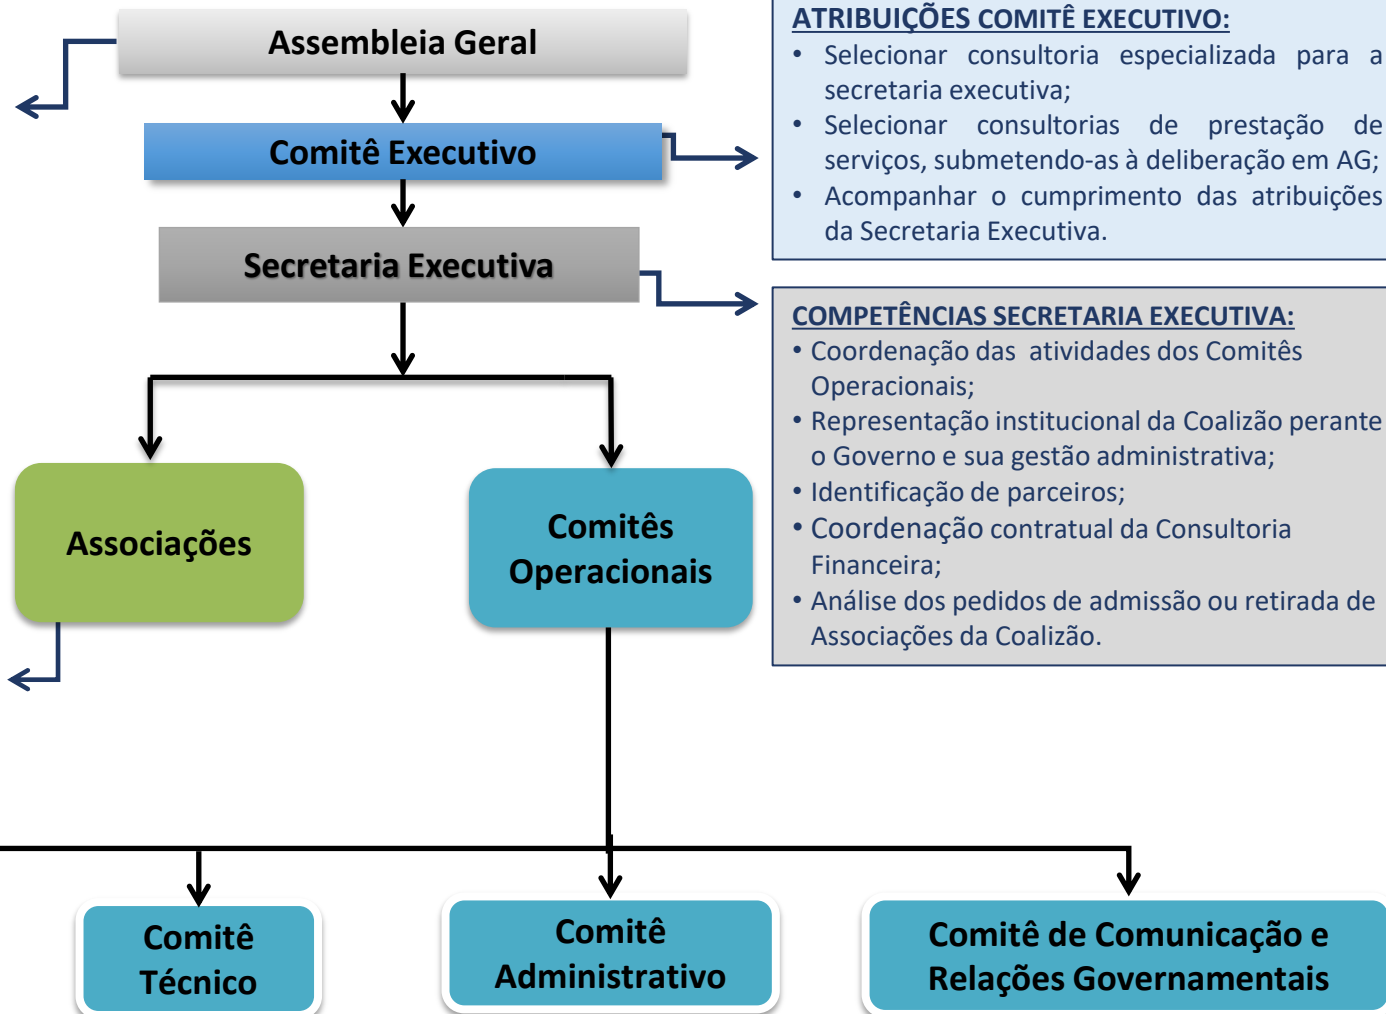 Assembleia Geral
Comitê Executivo
Secretaria Executiva
Associações
Comitês
Operacionais
Comitê
Técnico
Comitê
Administrativo
Comitê de Comunicação e
Relações Governamentais
ATRIBUIÇÕES COMITÊ EXECUTIVO:
• Selecionar consultoria especializada para a
secretaria executiva;
• Selecionar consultorias de prestação de
serviços, submetendo-as à deliberação em AG;
• Acompanhar o cumprimento das atribuições
da Secretaria Executiva.
COMPETÊNCIAS SECRETARIA EXECUTIVA:
• Coordenação das atividades dos Comitês
Operacionais;
• Representação institucional da Coalizão perante
o Governo e sua gestão administrativa;
• Identificação de parceiros;
• Coordenação contratual da Consultoria
Financeira;
• Análise dos pedidos de admissão ou retirada de
Associações da Coalizão.